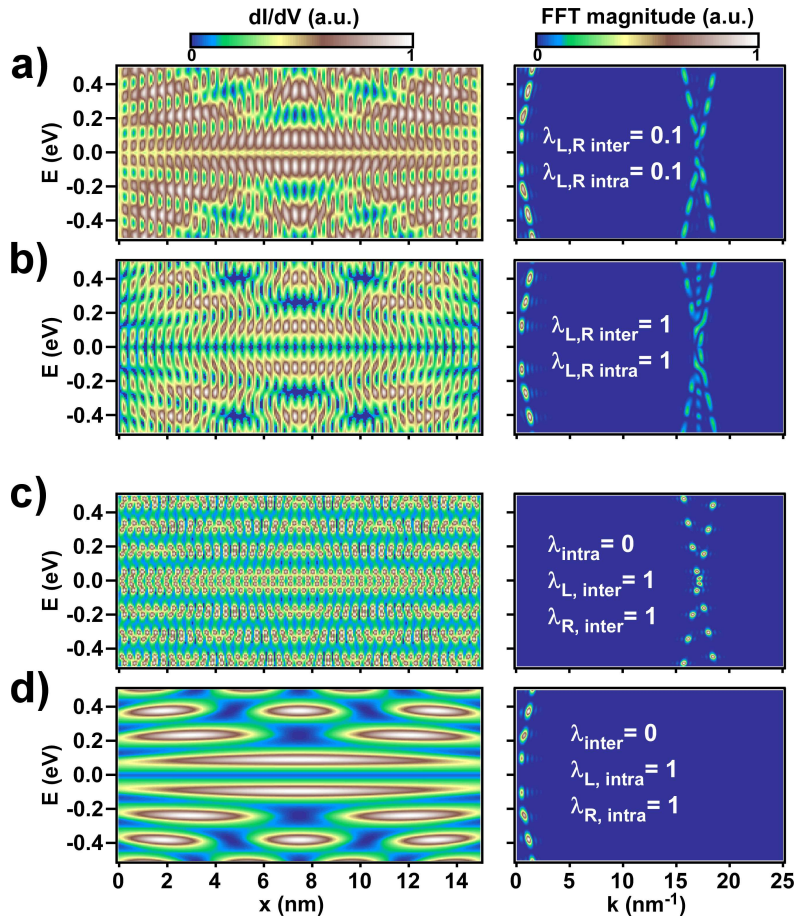 dI/dV (a.u.)
FFT magnitude (a.u.)
0 1
0 1
a)
E (eV)
0.4
0.2
0.0
-0.2
-0.4
λL,R inter= 0.1
λL,R intra= 0.1
b)
E (eV)
0.4
0.2
0.0
-0.2
-0.4
λL,R inter= 1
λL,R intra= 1
c)
E (eV)
0.4
0.2
0.0
-0.2
-0.4
λintra= 0
λL, inter= 1
λR, inter= 1
d)
E (eV)
0.4
0.2
0.0
-0.2
-0.4
λinter= 0
λL, intra= 1
λR, intra= 1
0 2 4 6 8 10 12 14
x (nm)
0 5 10 15 20 25
k (nm-1)